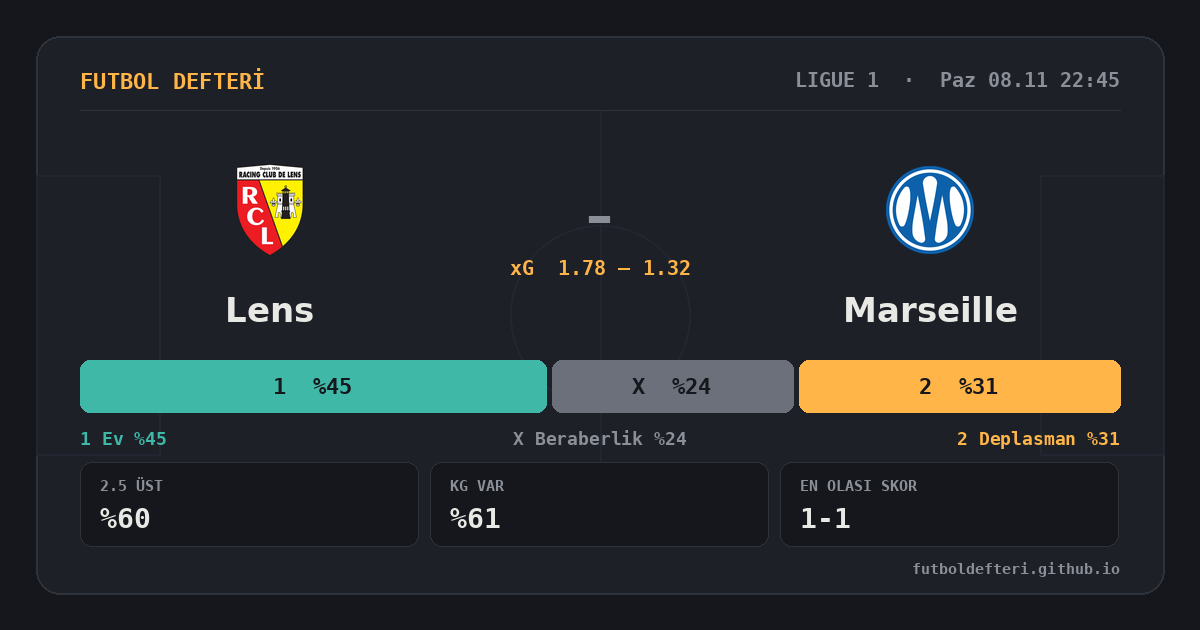 FUTBOL DEFTERİ
LIGUE 1 · Paz 08.11 22:45
Depuis 1906
RACING CLUB DE LENS
R
C
L
–
xG 1.78 – 1.32
Lens
Marseille
1 %45
X %24
2 %31
1 Ev %45
X Beraberlik %24
2 Deplasman %31
2.5 ÜST
KG VAR
EN OLASI SKOR
%60
%61
1-1
futboldefteri.github.io